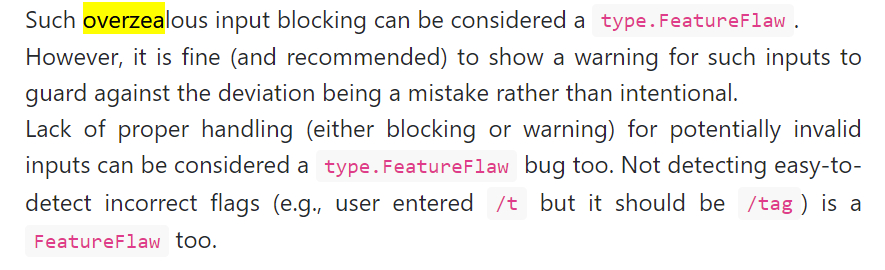 Such overzealous input blocking can be considered a type.FeatureFlaw.
However, it is fine (and recommended) to show a warning for such inputs to
guard against the deviation being a mistake rather than intentional.
Lack of proper handling (either blocking or warning) for potentially invalid
inputs can be considered a type.FeatureFlaw bug too. Not detecting easy-to-
detect incorrect flags (e.g., user entered /t but it should be /tag) is a
FeatureFlaw too.